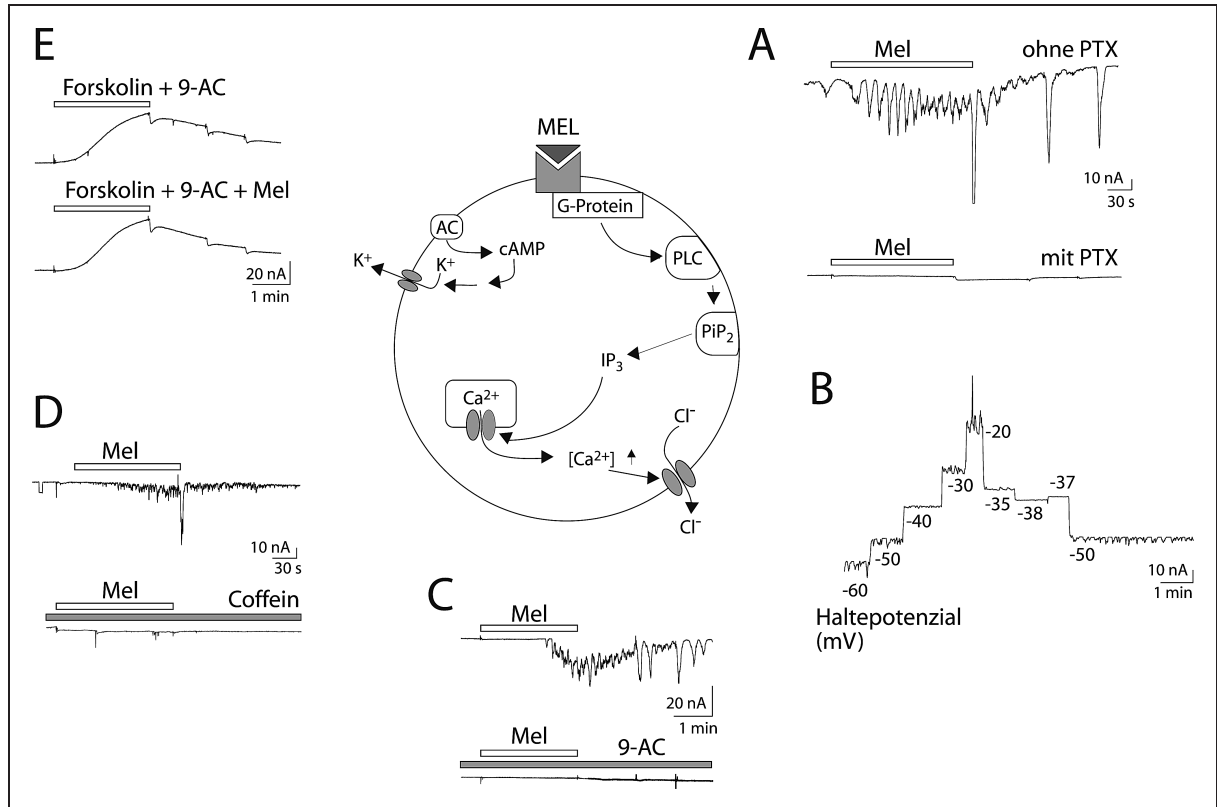 E
Forskolin + 9-AC
Forskolin + 9-AC + Mel
20 nA
1 min
MEL
G-Protein
AC
cAMP
K⁺
K⁺
PLC
PiP₂
IP₃
Ca²⁺
[Ca²⁺]
Cl⁻
Cl⁻
A
Mel
ohne PTX
10 nA
30 s
Mel
mit PTX
B
-20
-30
-35
-37
-38
-40
-50
-50
-60
10 nA
1 min
Haltepotenzial
(mV)
D
Mel
10 nA
30 s
Mel
Coffein
C
Mel
20 nA
1 min
Mel
9-AC